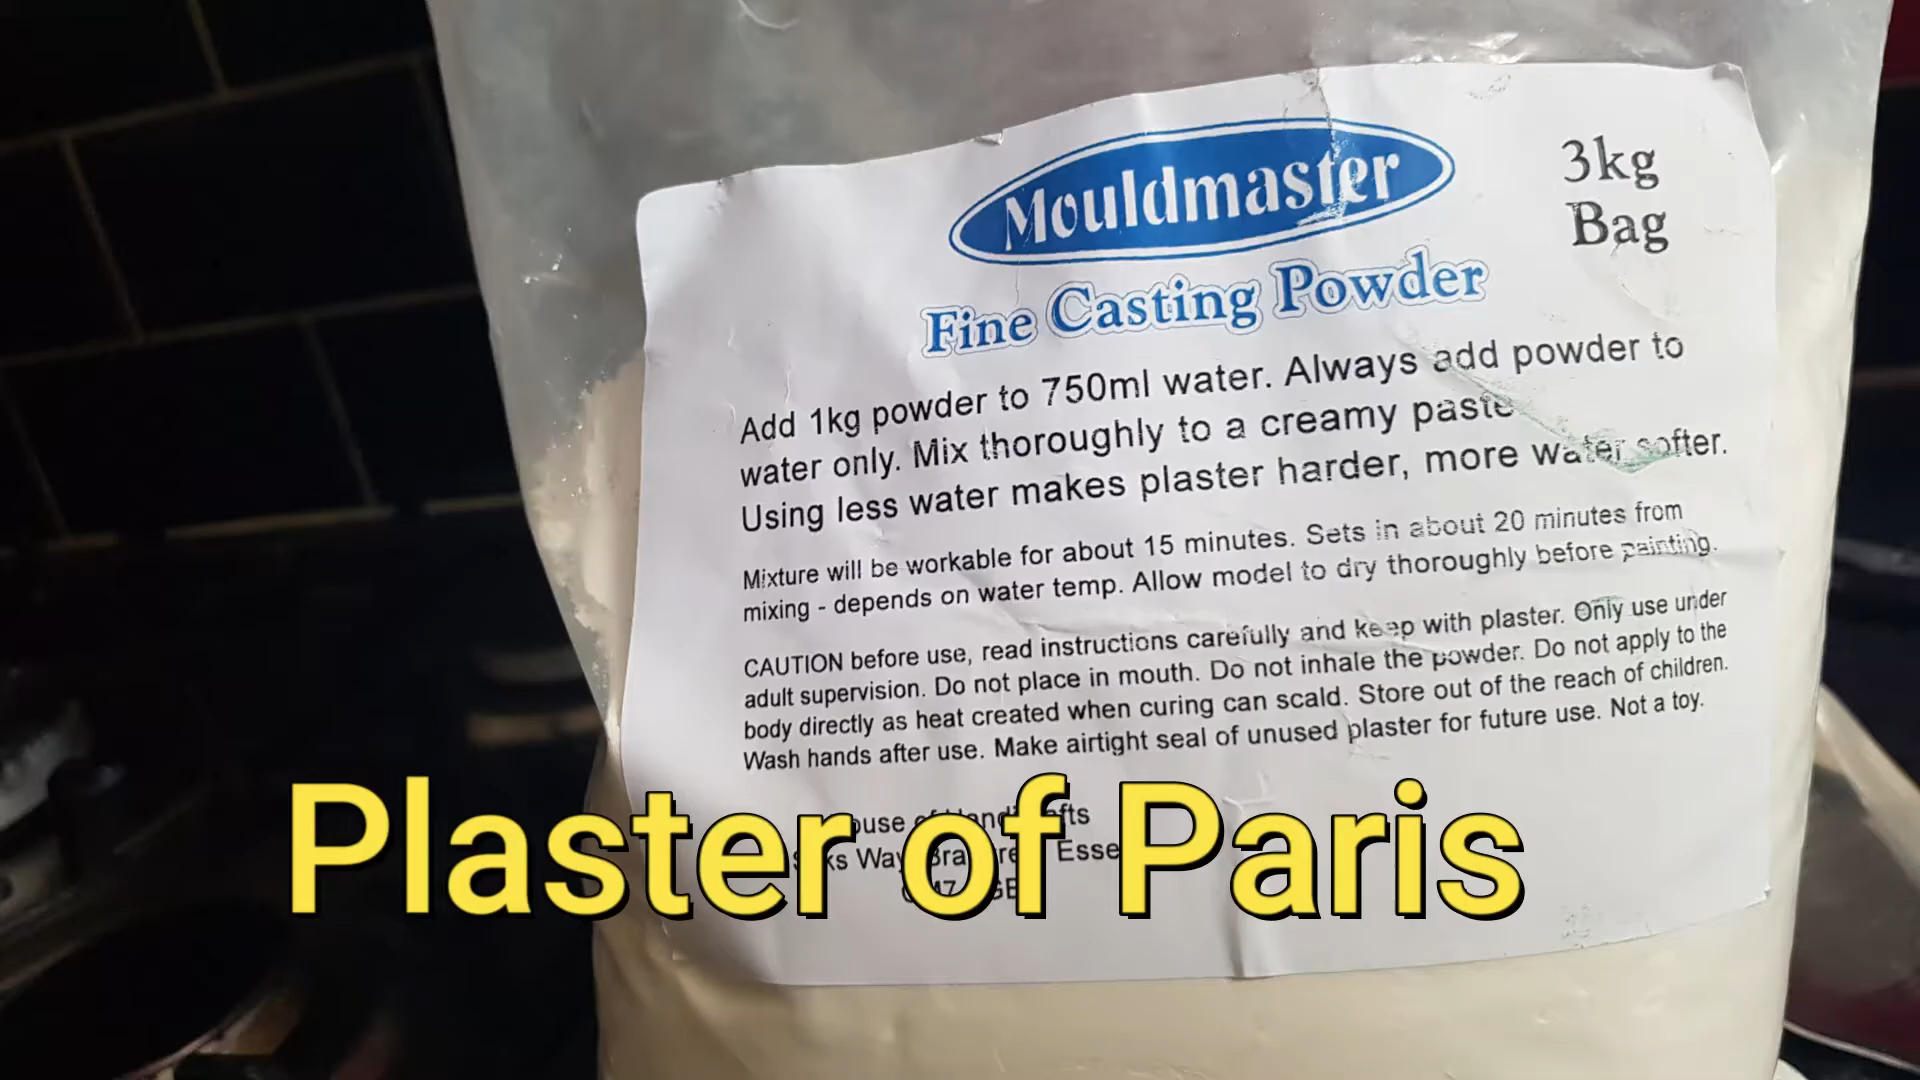 Mouldmaster
3kg
Bag
Fine Casting Powder
Add 1kg powder to 750ml water. Always add powder to
water only. Mix thoroughly to a creamy paste
Using less water makes plaster harder, more water softer.
Mixture will be workable for about 15 minutes. Sets in about 20 minutes from
mixing - depends on water temp. Allow model to dry thoroughly before painting.
CAUTION before use, read instructions carefully and keep with plaster. Only use under
adult supervision. Do not place in mouth. Do not inhale the powder. Do not apply to the
body directly as heat created when curing can scald. Store out of the reach of children.
Wash hands after use. Make airtight seal of unused plaster for future use. Not a toy.
Plaster of Paris